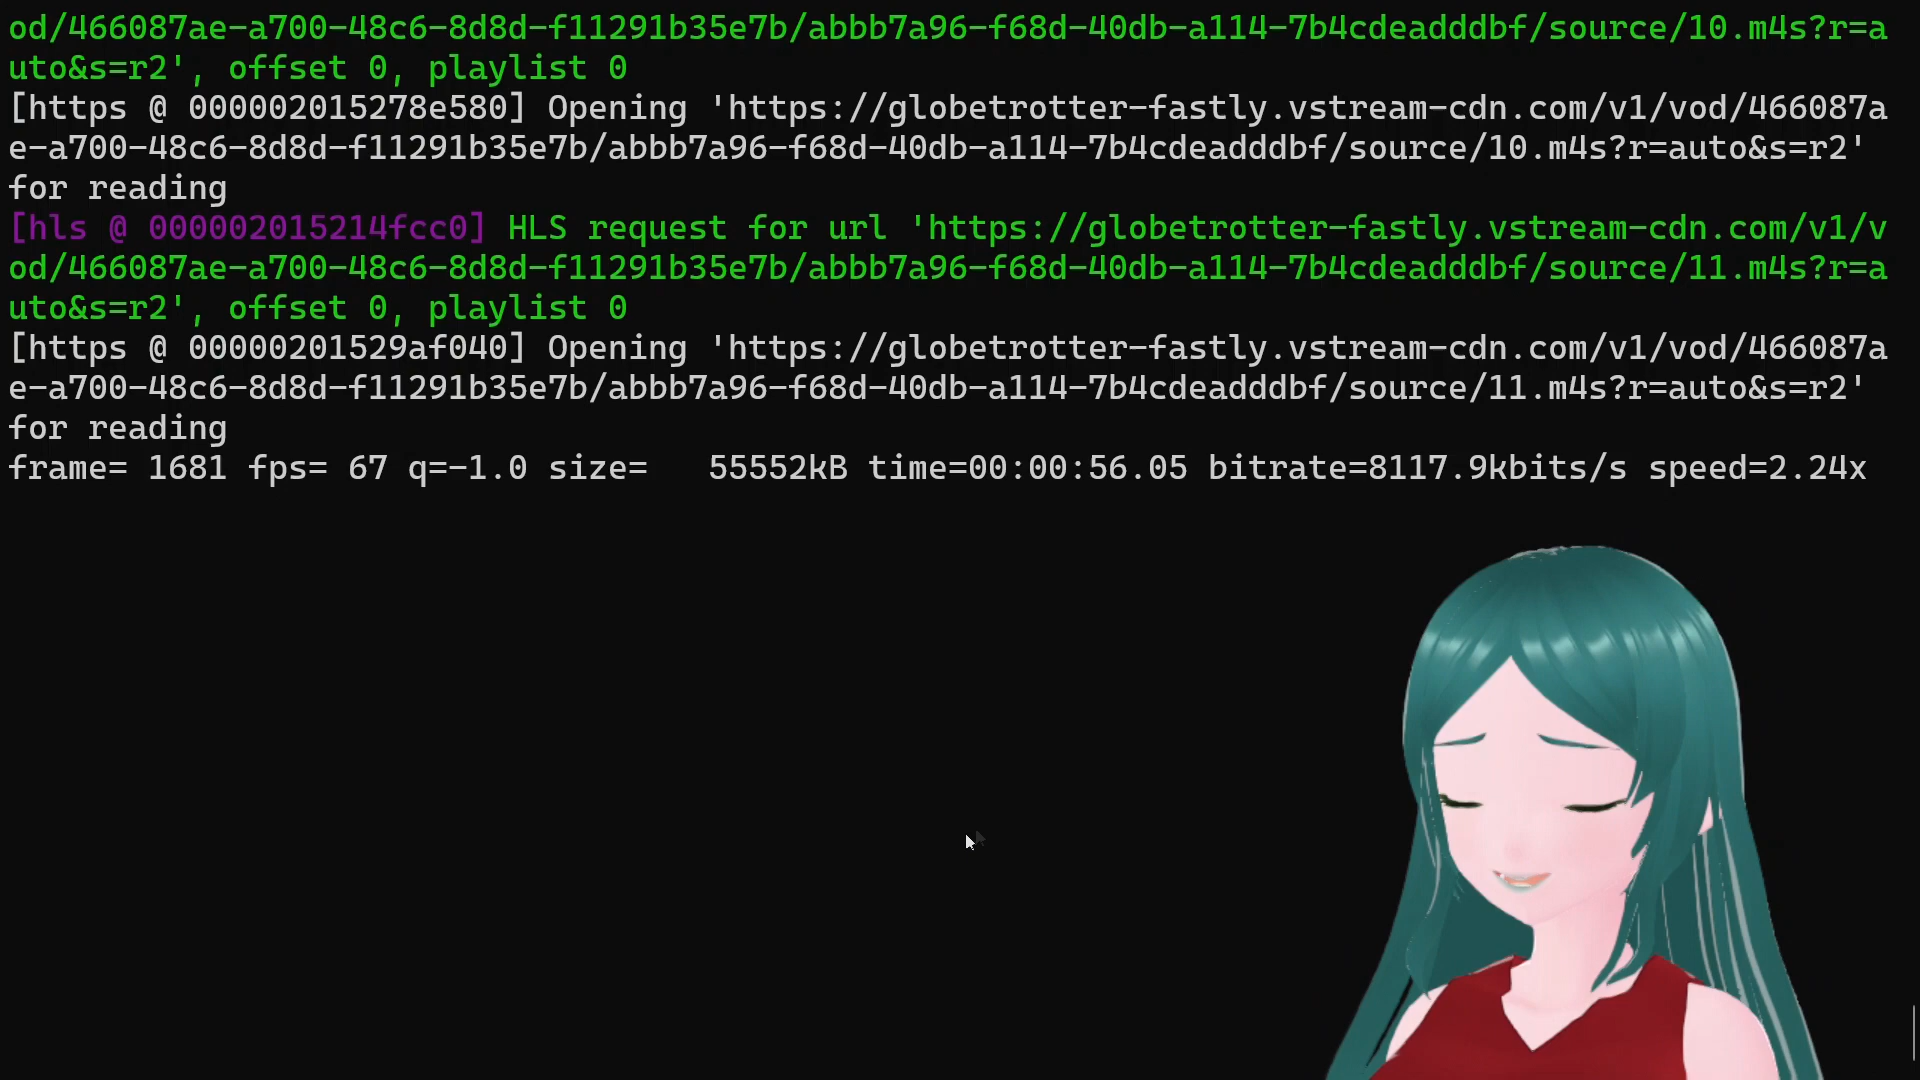 od/466087ae-a700-48c6-8d8d-f11291b35e7b/abbb7a96-f68d-40db-a114-7b4cdeadddbf/source/10.m4s?r=a
uto&s=r2', offset 0, playlist 0
[https @ 000002015278e580] Opening 'https://globetrotter-fastly.vstream-cdn.com/v1/vod/466087a
e-a700-48c6-8d8d-f11291b35e7b/abbb7a96-f68d-40db-a114-7b4cdeadddbf/source/10.m4s?r=auto&s=r2'
for reading
[hls @ 000002015214fcc0] HLS request for url 'https://globetrotter-fastly.vstream-cdn.com/v1/v
od/466087ae-a700-48c6-8d8d-f11291b35e7b/abbb7a96-f68d-40db-a114-7b4cdeadddbf/source/11.m4s?r=a
uto&s=r2', offset 0, playlist 0
[https @ 00000201529af040] Opening 'https://globetrotter-fastly.vstream-cdn.com/v1/vod/466087a
e-a700-48c6-8d8d-f11291b35e7b/abbb7a96-f68d-40db-a114-7b4cdeadddbf/source/11.m4s?r=auto&s=r2'
for reading
frame= 1681 fps= 67 q=-1.0 size=   55552kB time=00:00:56.05 bitrate=8117.9kbits/s speed=2.24x